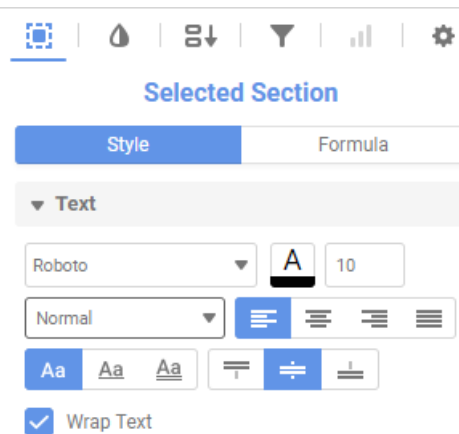 Selected Section
Style Formula
Text
Roboto A 10
Normal
Aa Aa Aa
Wrap Text